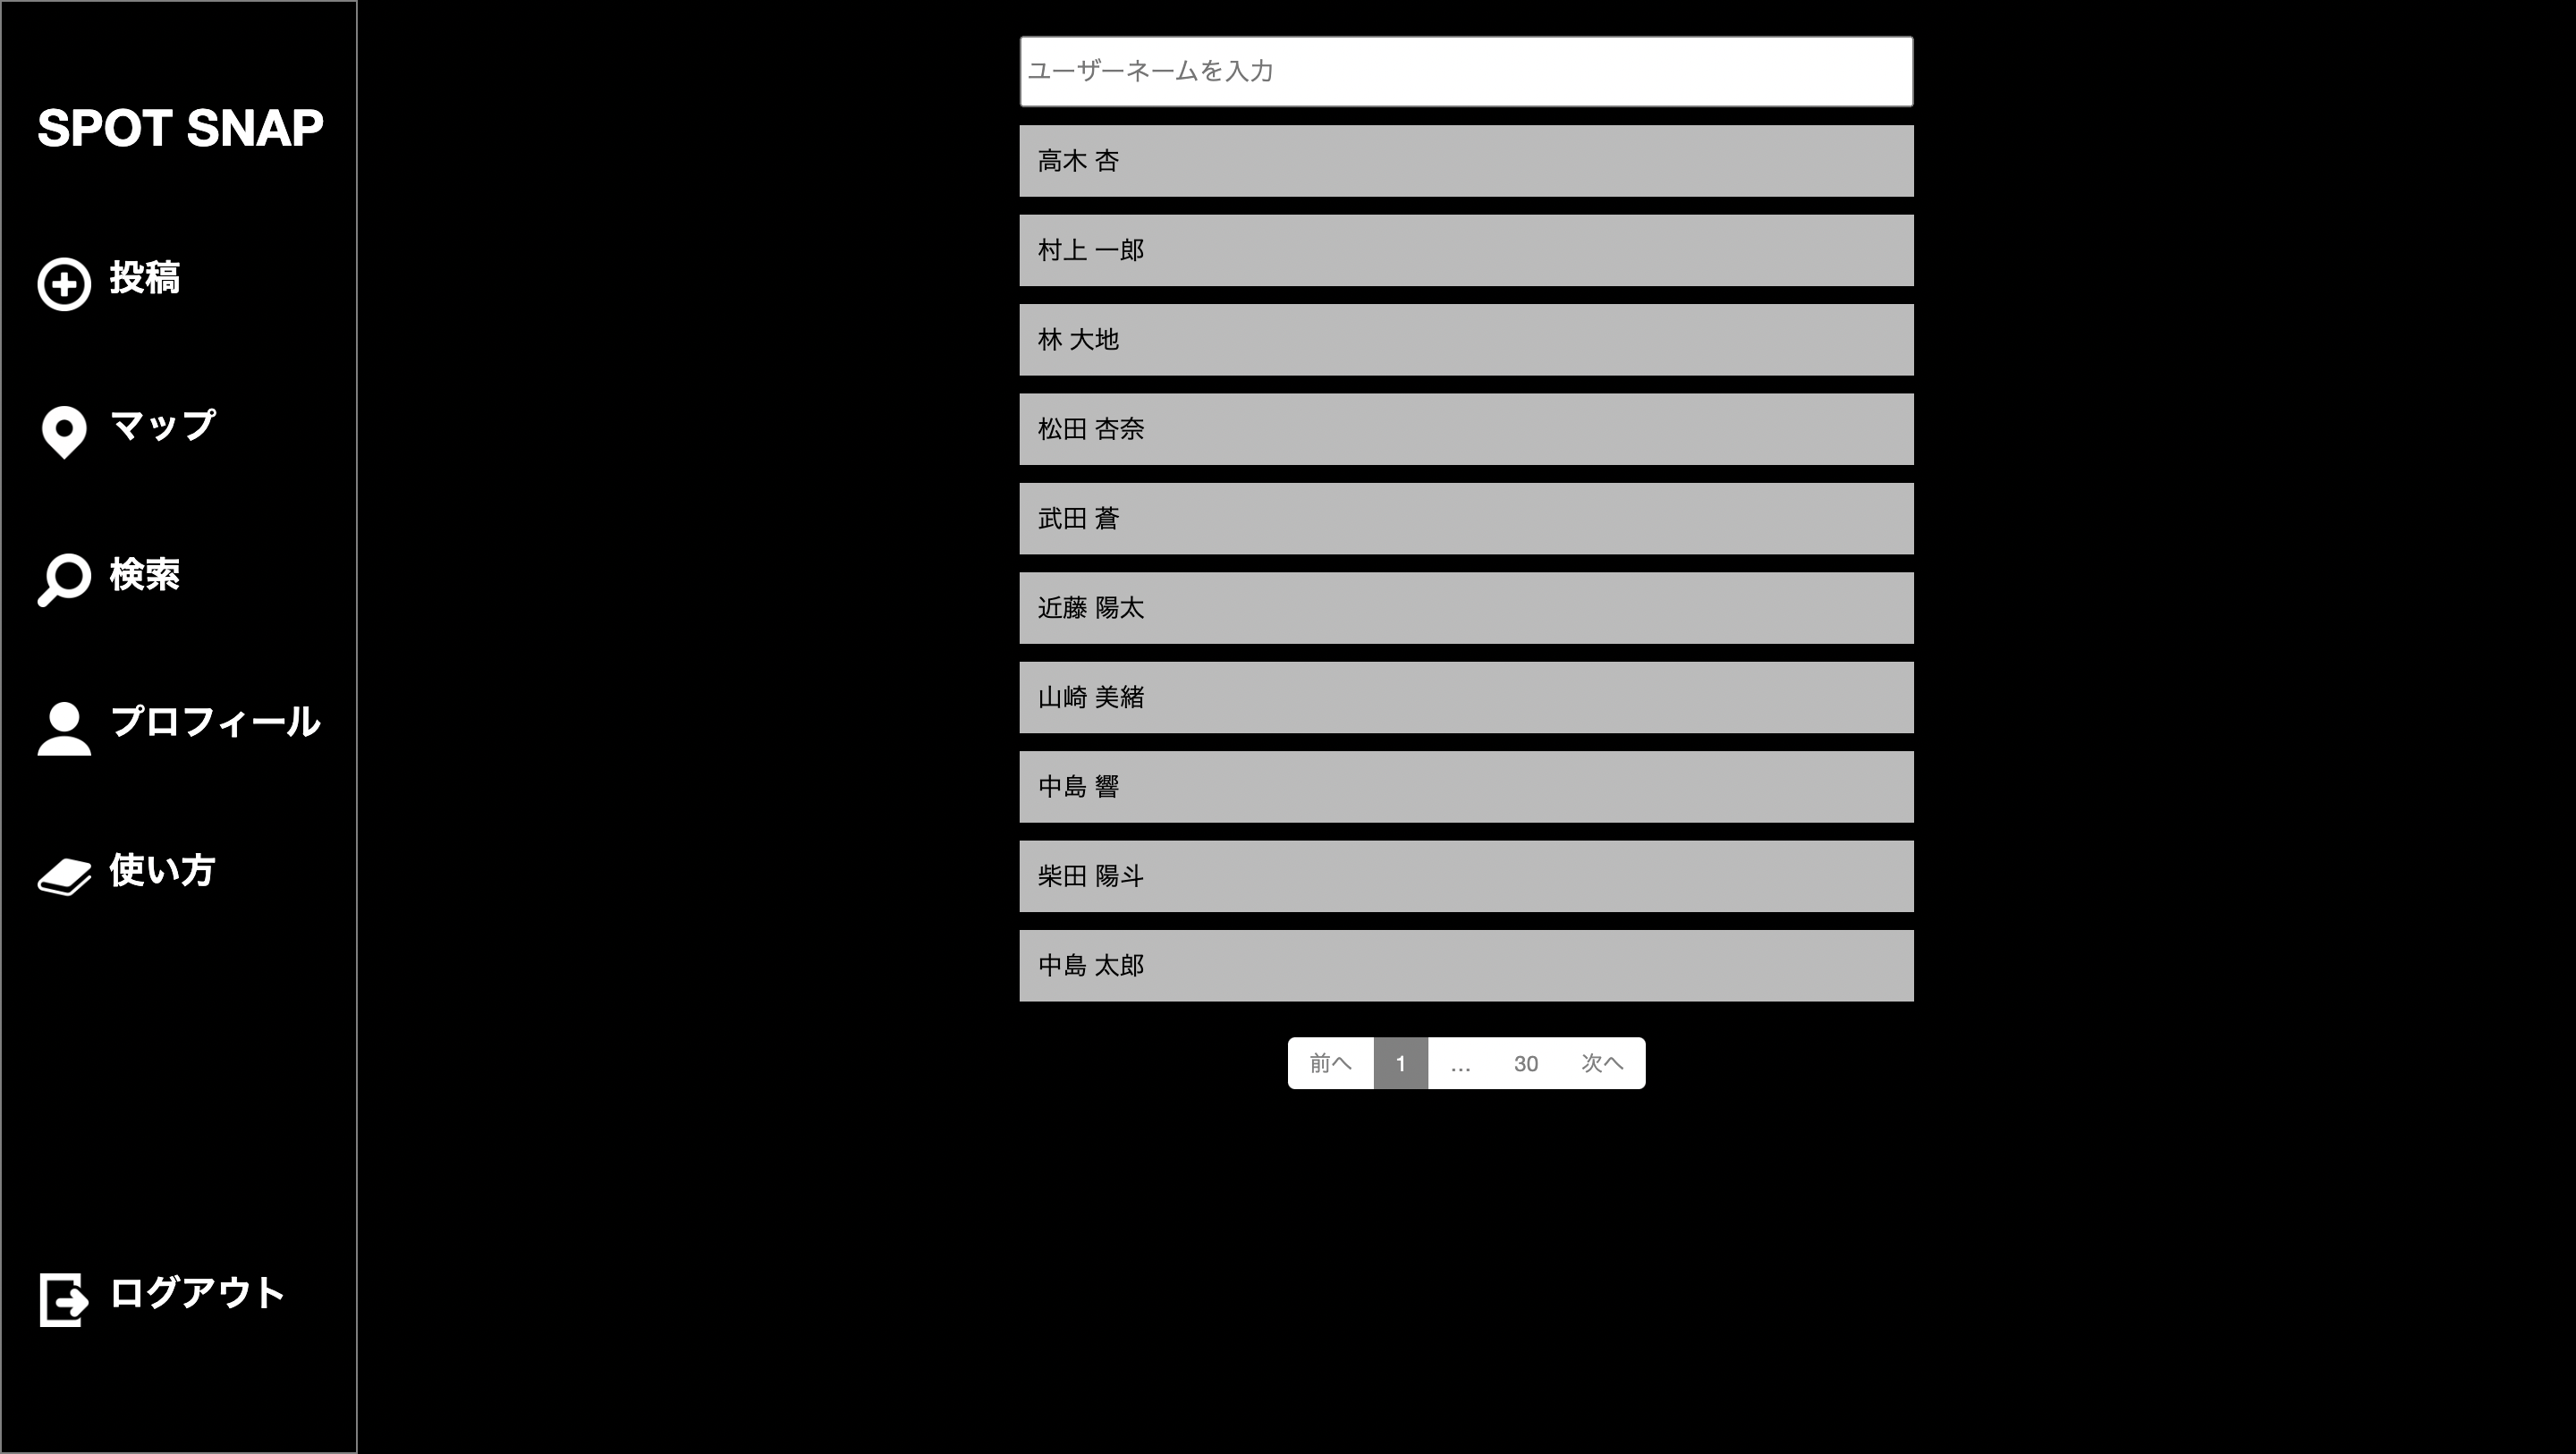 SPOT SNAP
投稿
マップ
検索
プロフィール
使い方
ログアウト
ユーザーネームを入力
高木 杏
村上 一郎
林 大地
松田 杏奈
武田 蒼
近藤 陽太
山崎 美緒
中島 響
柴田 陽斗
中島 太郎
前へ 1 … 30 次へ